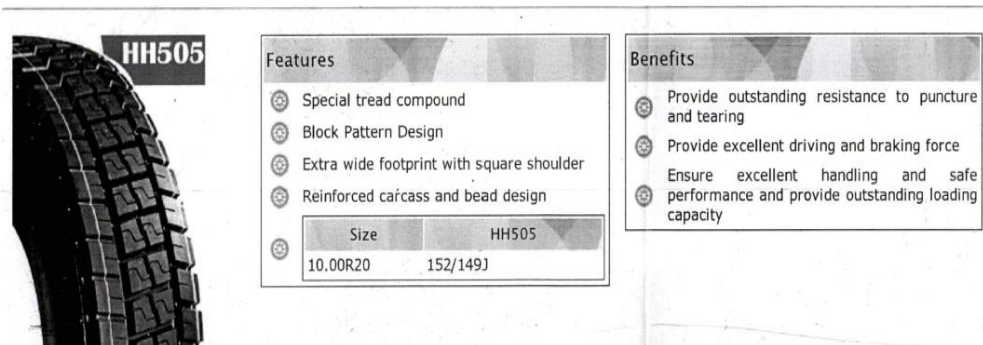 HH505
Features
Special tread compound
Block Pattern Design
Extra wide footprint with square shoulder
Reinforced carcass and bead design
Size HH505
10.00R20 152/149J
Benefits
Provide outstanding resistance to puncture
and tearing
Provide excellent driving and braking force
Ensure excellent handling and safe
performance and provide outstanding loading
capacity